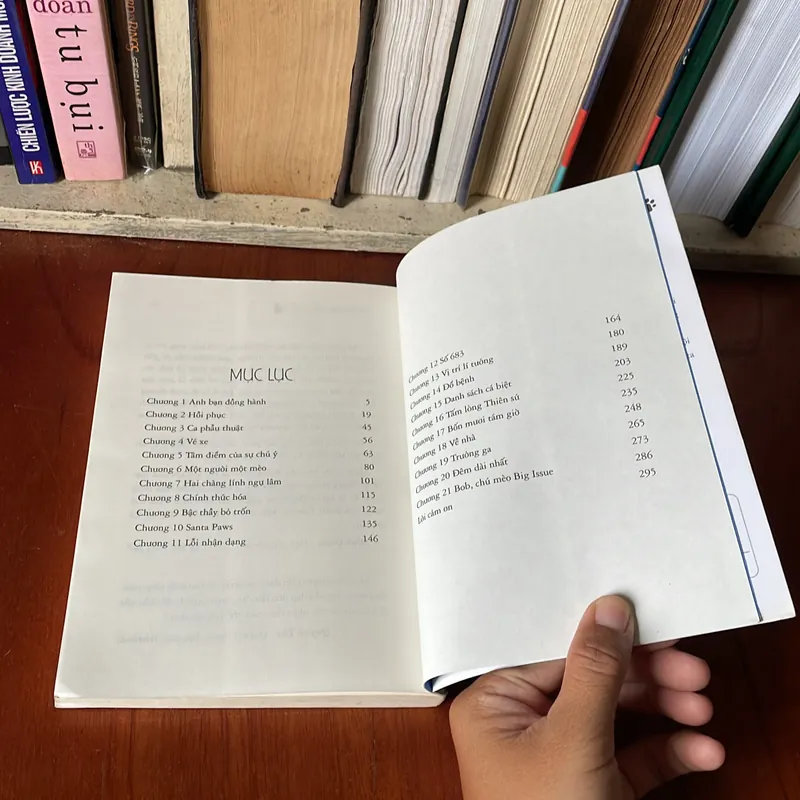 đoán
tu bụi
CHIẾN LƯỢC KINH DOANH
MỤC LỤC
Chương 1 Anh bạn đồng hành 5
Chương 2 Hồi phục 19
Chương 3 Ca phẫu thuật 45
Chương 4 Vé xe 56
Chương 5 Tâm điểm của sự chú ý 63
Chương 6 Một người một mèo 80
Chương 7 Hai chàng lính ngự lâm 101
Chương 8 Chính thức hóa 115
Chương 9 Bậc thầy bỏ trốn 122
Chương 10 Santa Paws 135
Chương 11 Lỗi nhận dạng 146
Chương 12 Số 683 164
Chương 13 Vị trí lí tưởng 180
Chương 14 Đổ bệnh 189
Chương 15 Danh sách cá biệt 203
Chương 16 Tấm lòng Thiên sứ 225
Chương 17 Bốn mươi tám giờ 235
Chương 18 Về nhà 248
Chương 19 Trưởng ga 265
Chương 20 Đêm dài nhất 273
Chương 21 Bob, chú mèo Big Issue 286
Lời cảm ơn 295